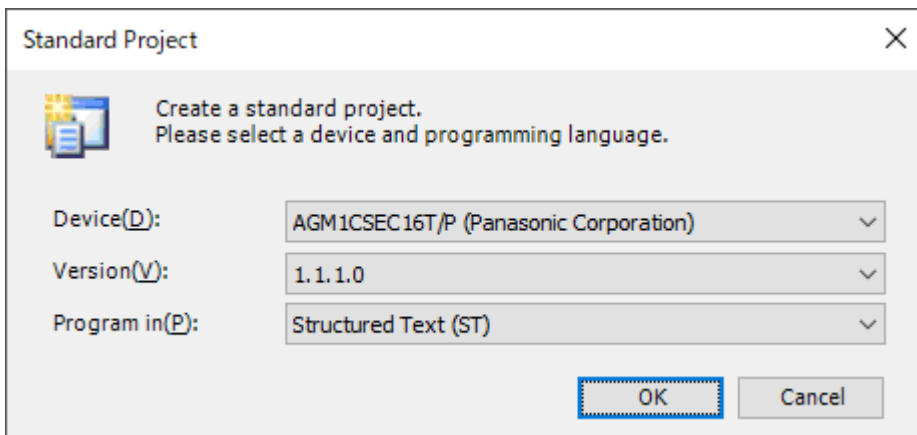 Standard Project
Create a standard project.
Please select a device and programming language.
Device(D):
AGM1CSEC16T/P (Panasonic Corporation)
Version(V):
1.1.1.0
Program in(P):
Structured Text (ST)
OK
Cancel